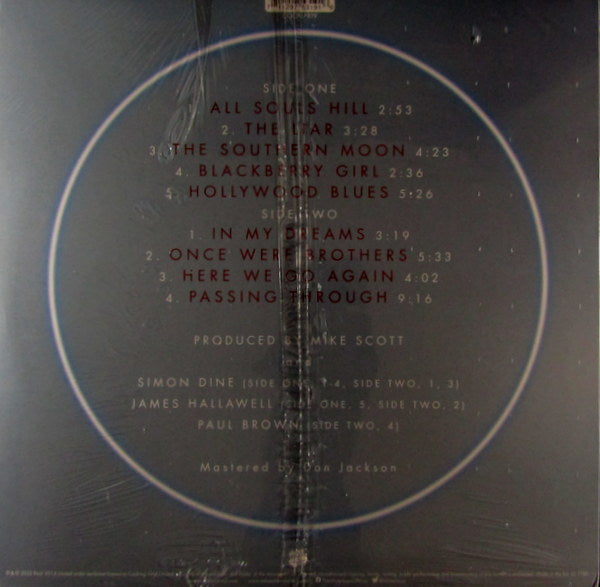 SIDE ONE
ALL SOULS HILL 2:53
2. THE LIAR 3:28
3. THE SOUTHERN MOON 4:23
4. BLACKBERRY GIRL 2:36
5. HOLLYWOOD BLUES 5:26
SIDE TWO
1. IN MY DREAMS 3:19
2. ONCE WERE BROTHERS 5:33
3. HERE WE GO AGAIN 4:02
4. PASSING THROUGH 9:16
PRODUCED BY MIKE SCOTT
and
SIMON DINE (SIDE ONE, 1-4, SIDE TWO, 1, 3)
JAMES HALLAWELL (SIDE ONE, 5, SIDE TWO, 2)
PAUL BROWN (SIDE TWO, 4)
Mastered by Don Jackson